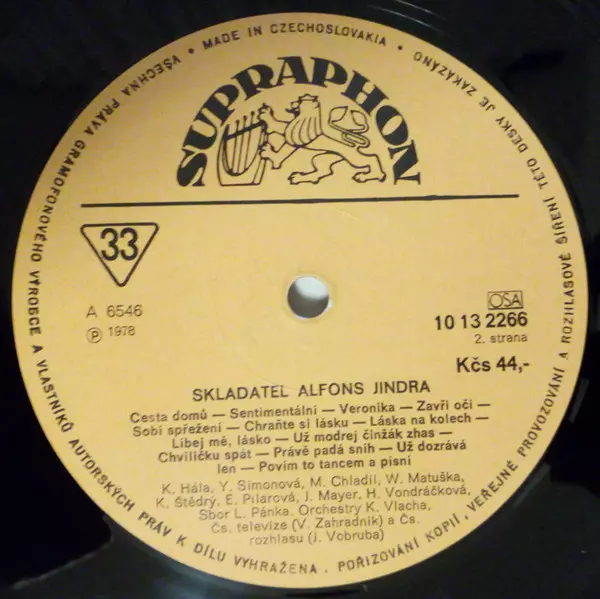 VŠECHNA PRÁVA GRAMOFONOVÉHO VÝROBCE A VLASTNÍKŮ AUTORSKÝCH PRÁV K DÍLU VYHRAŽENA. POŘIZOVÁNÍ KOPIÍ, VEŘEJNÉ PROVOZOVÁNÍ A ROZHLASOVÉ ŠÍŘENÍ TÉTO DESKY JE ZAKÁZÁNO
• MADE IN CZECHOSLOVAKIA •
SUPRAPHON
33
A 6546
Ⓟ 1978
OSA
10 13 2266
2. strana
Kčs 44,-
SKLADATEL ALFONS JINDRA
Cesta domů — Sentimentální — Veronika — Zavři oči —
Sobí spřežení — Chraňte si lásku — Láska na kolech —
Líbej mě, lásko — Už modrej činžák zhas —
Chviličku spát — Právě padá sníh — Už dozrává
len — Povím to tancem a písní
K. Hála, Y. Simonová, M. Chladil, W. Matuška,
K. Štědrý, E. Pilarová, J. Mayer, H. Vondráčková,
Sbor L. Pánka, Orchestry K. Vlacha,
Čs. televize (V. Zahradník) a Čs.
rozhlasu (J. Vobruba)